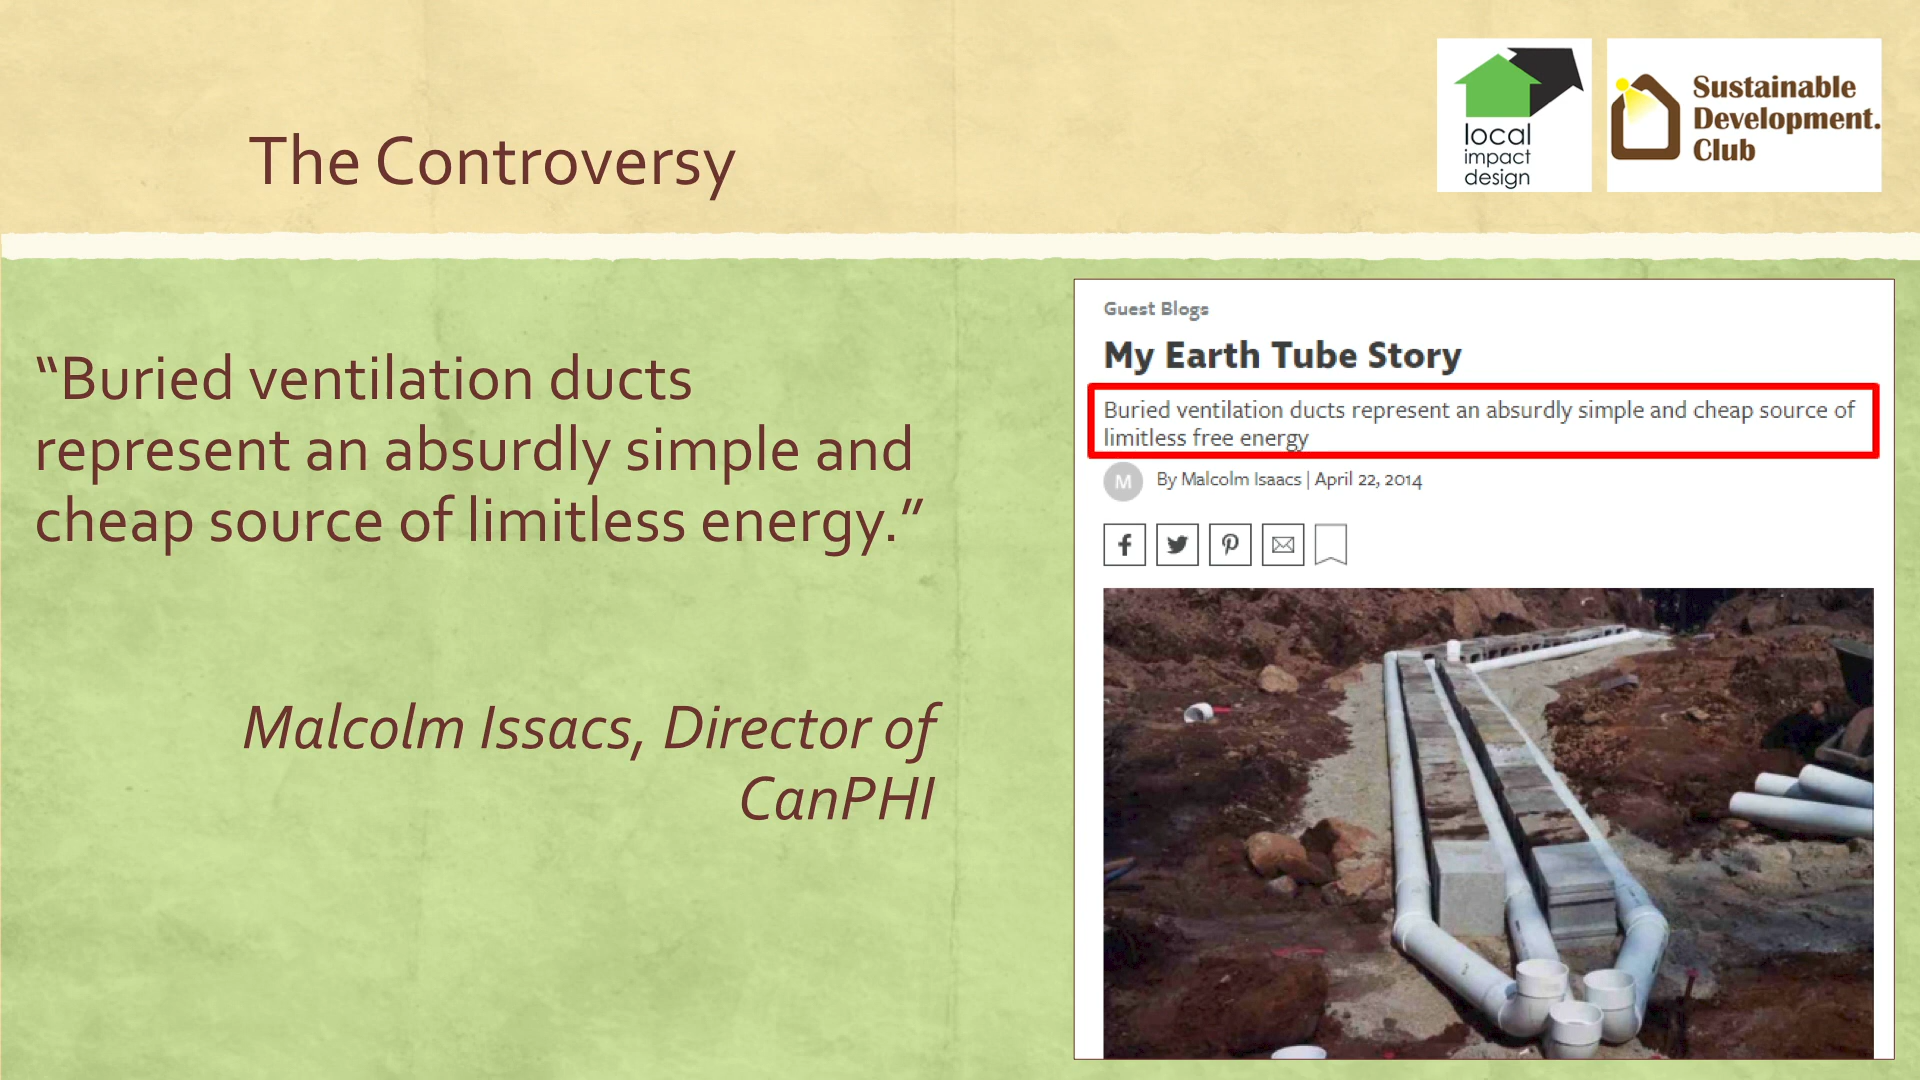 The Controversy
local
impact
design
Sustainable
Development.
Club
“Buried ventilation ducts
represent an absurdly simple and
cheap source of limitless energy.”
Malcolm Issacs, Director of
CanPHI
Guest Blogs
My Earth Tube Story
Buried ventilation ducts represent an absurdly simple and cheap source of
limitless free energy
M
By Malcolm Isaacs | April 22, 2014